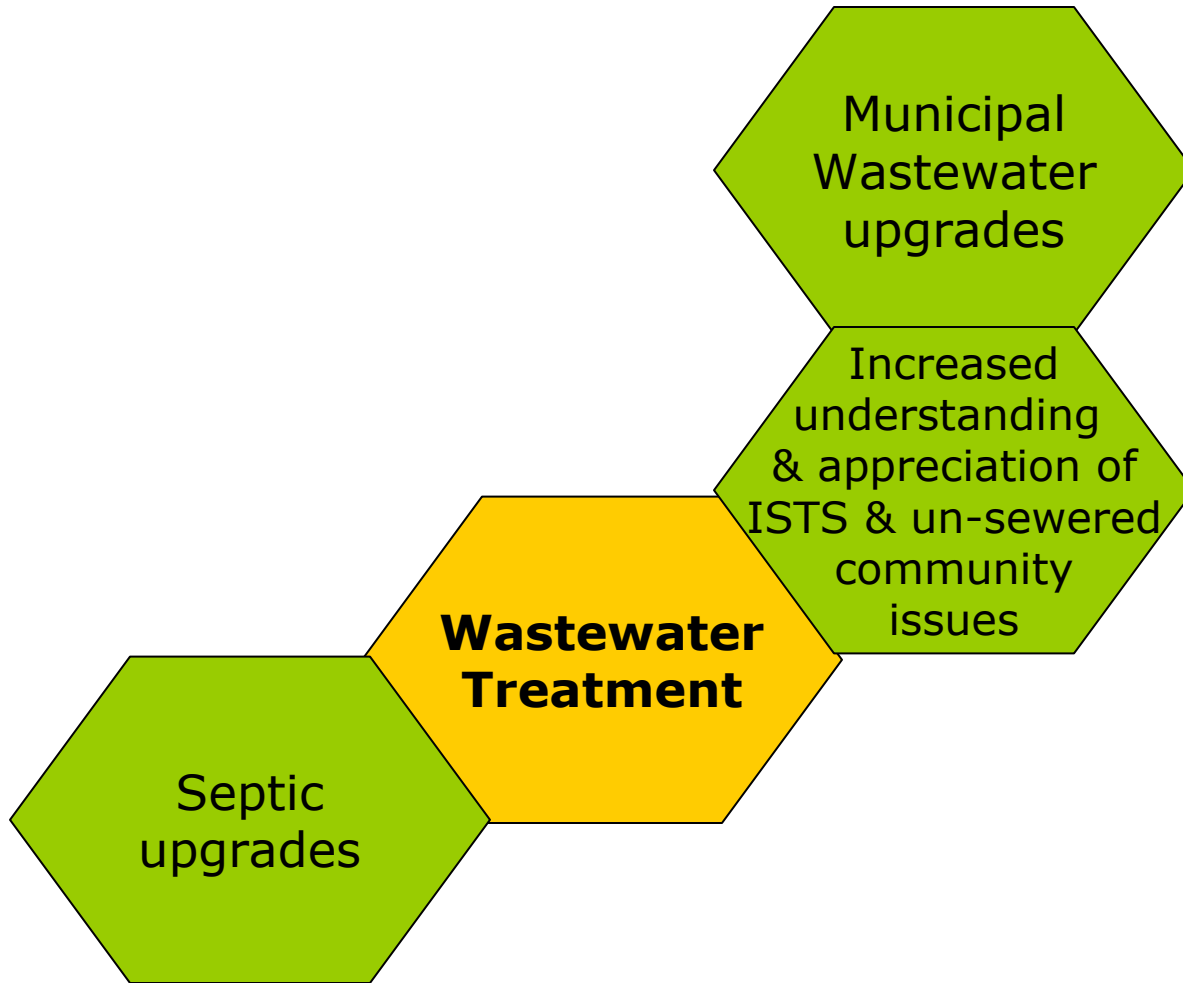 Municipal
Wastewater
upgrades
Increased
understanding
& appreciation of
ISTS & un-sewered
community
issues
Wastewater
Treatment
Septic
upgrades